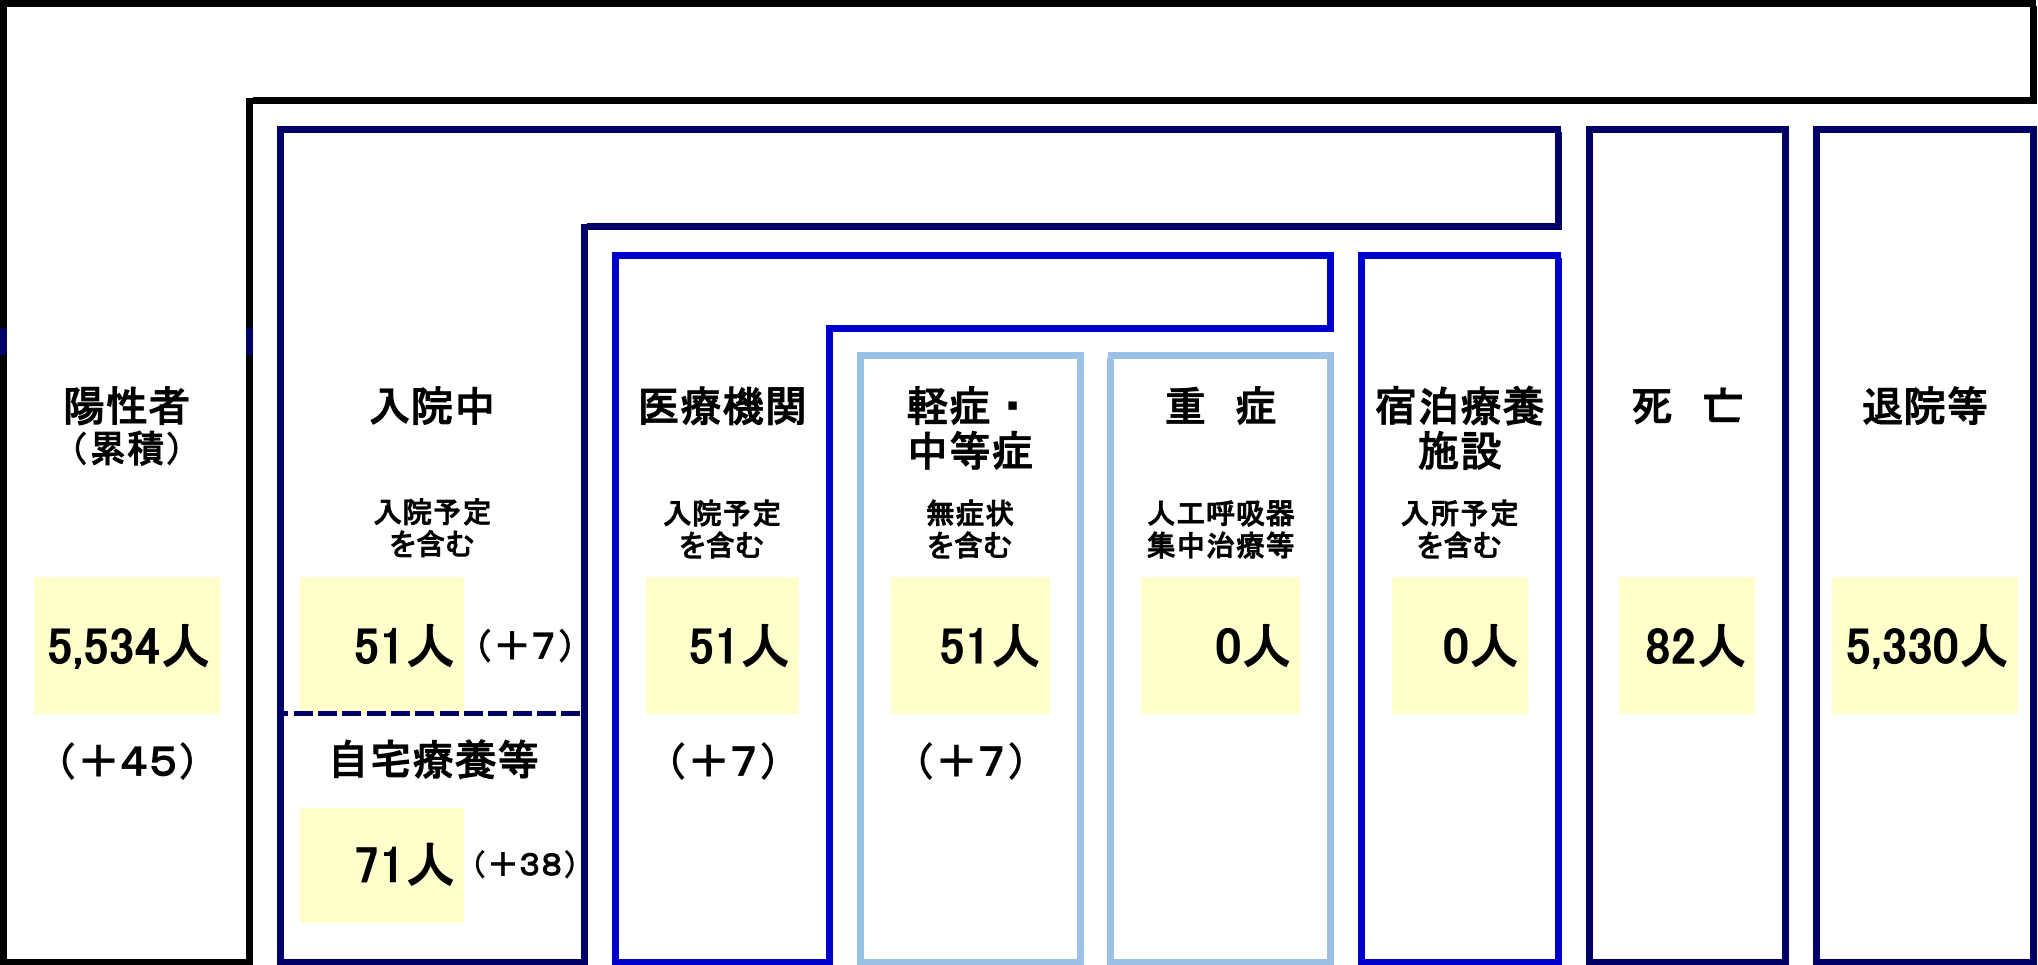 陽性者
（累積）
5,534人
（＋45）
入院中
入院予定
を含む
51人（＋7）
自宅療養等
71人（＋38）
医療機関
入院予定
を含む
51人
（＋7）
軽症・
中等症
無症状
を含む
51人
（＋7）
重　症
人工呼吸器
集中治療等
0人
宿泊療養
施設
入所予定
を含む
0人
死　亡
82人
退院等
5,330人